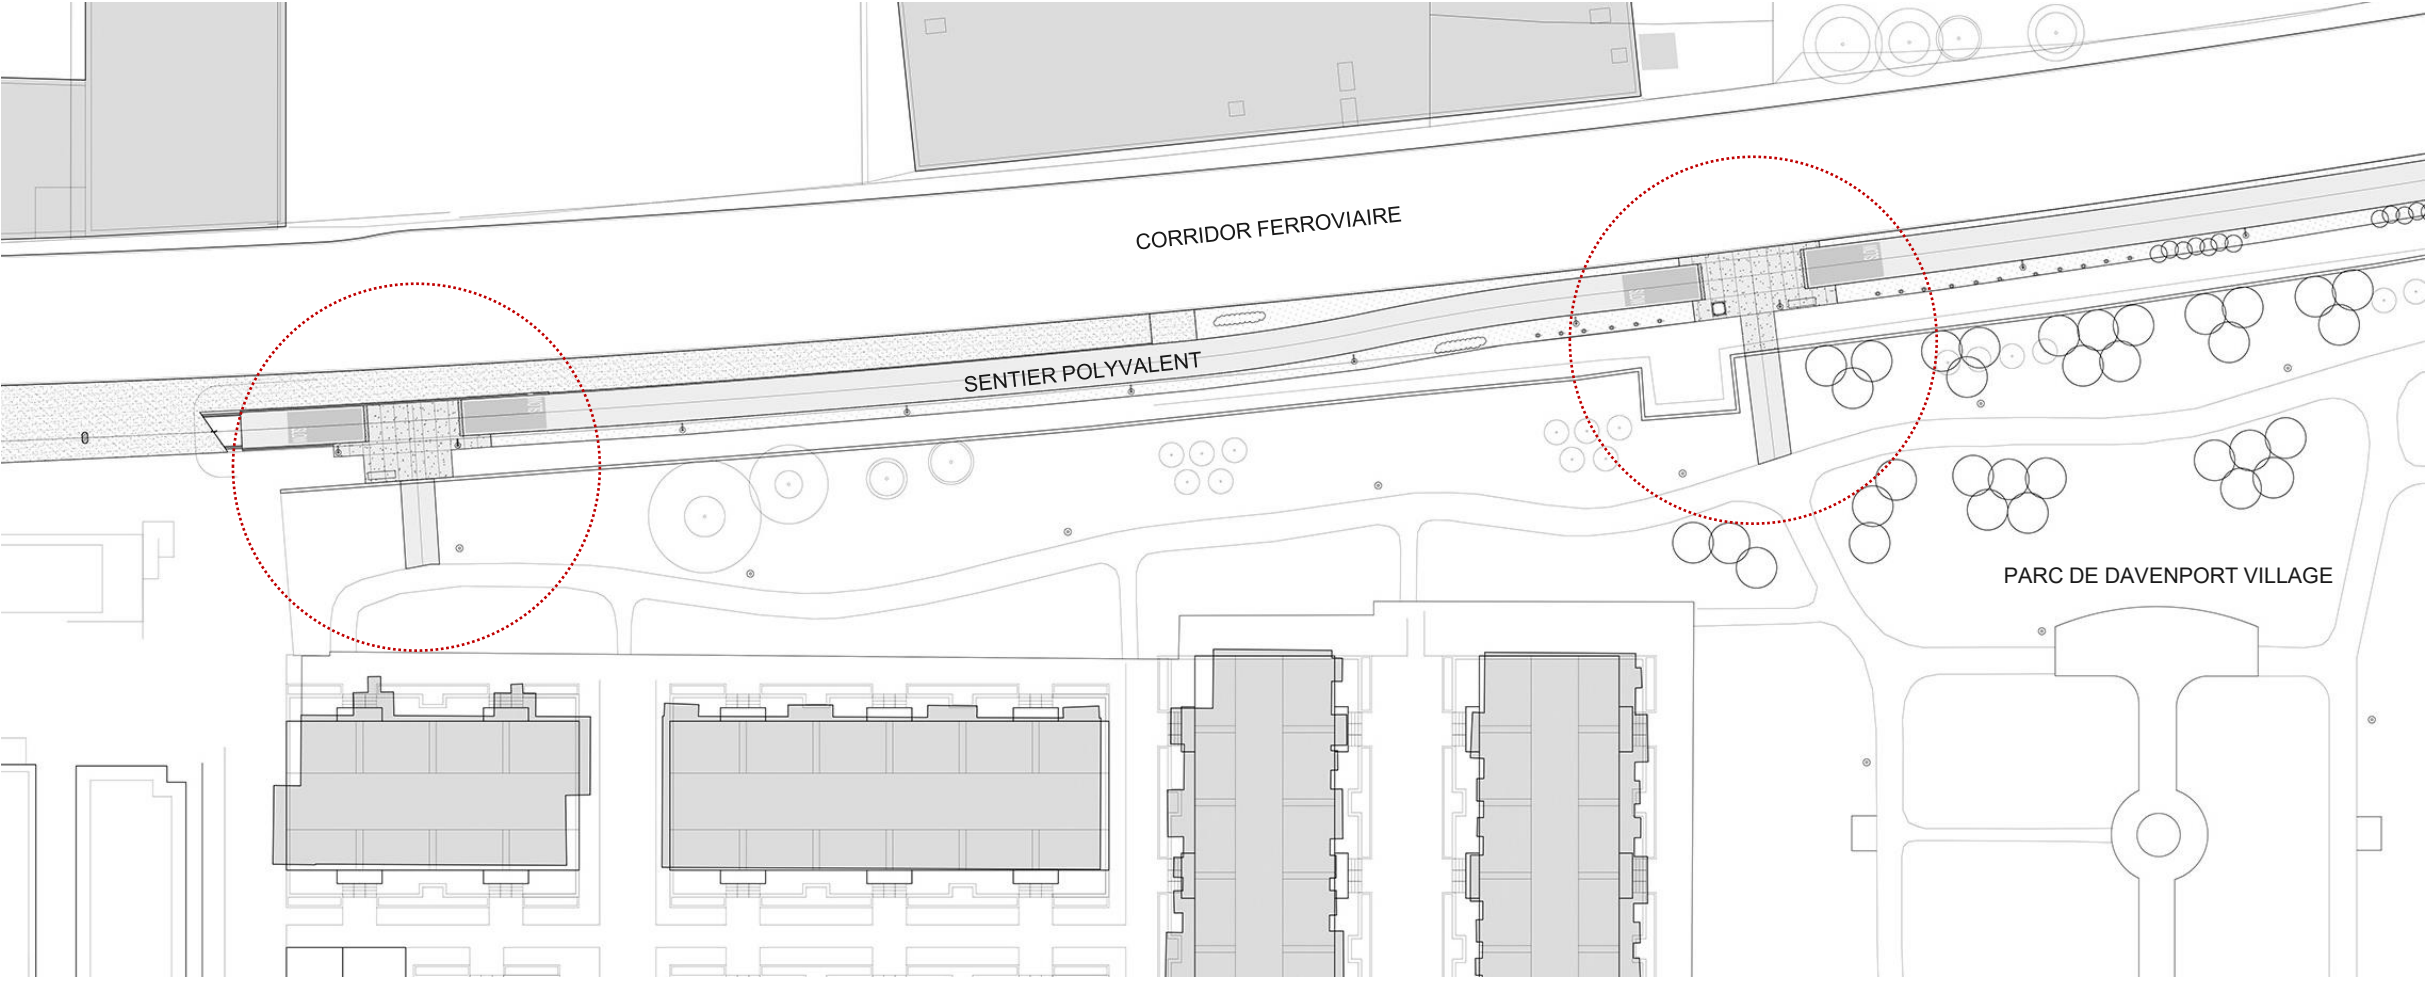 CORRIDOR FERROVIAIRE
SENTIER POLYVALENT
PARC DE DAVENPORT VILLAGE